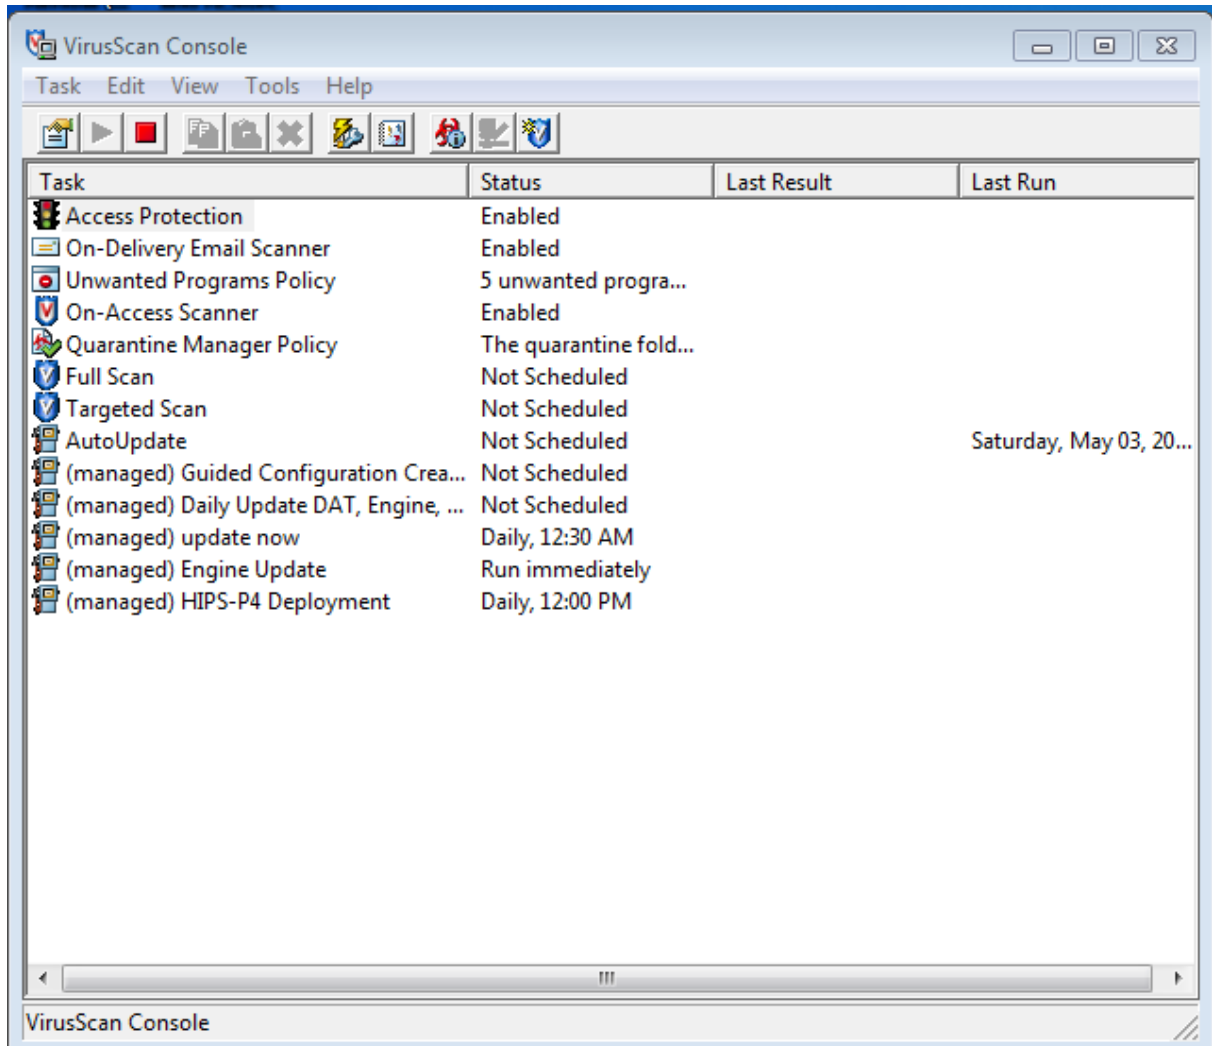 VirusScan Console
Task Edit View Tools Help
Task Status Last Result Last Run
Access Protection Enabled
On-Delivery Email Scanner Enabled
Unwanted Programs Policy 5 unwanted progra...
On-Access Scanner Enabled
Quarantine Manager Policy The quarantine fold...
Full Scan Not Scheduled
Targeted Scan Not Scheduled
AutoUpdate Not Scheduled Saturday, May 03, 20...
(managed) Guided Configuration Crea... Not Scheduled
(managed) Daily Update DAT, Engine, ... Not Scheduled
(managed) update now Daily, 12:30 AM
(managed) Engine Update Run immediately
(managed) HIPS-P4 Deployment Daily, 12:00 PM
VirusScan Console